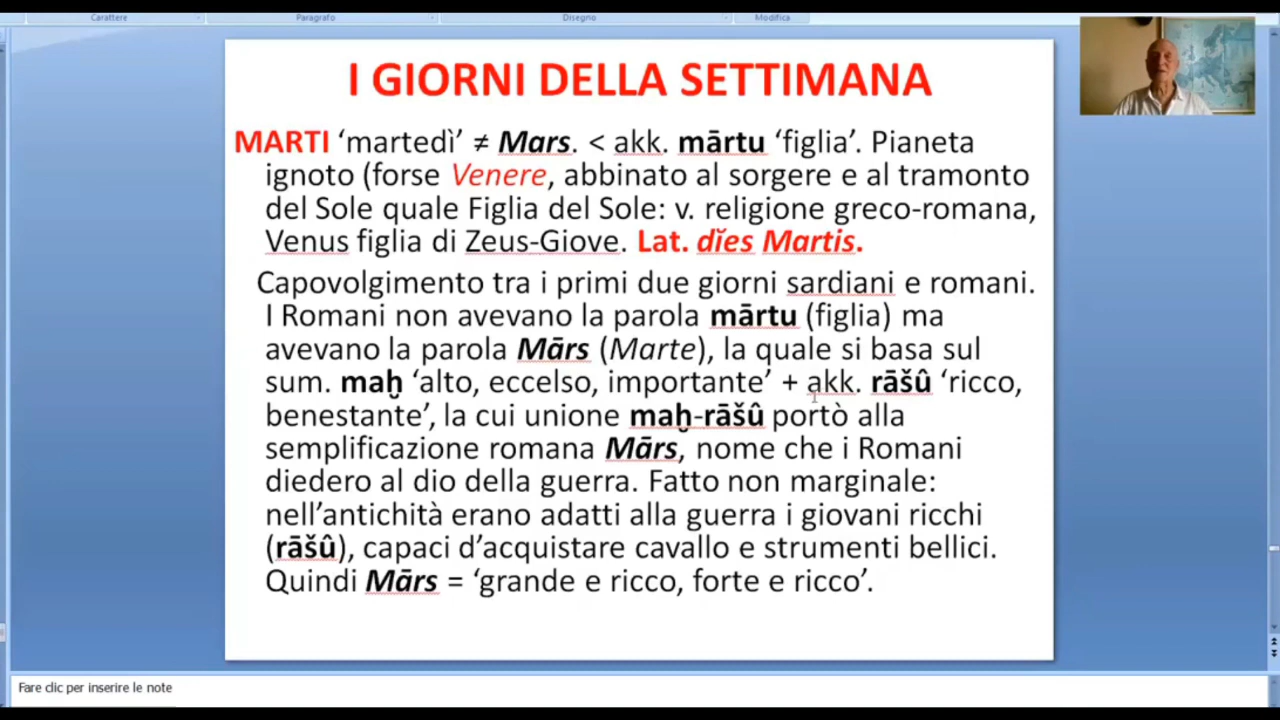 Carattere Paragrafo Disegno Modifica
I GIORNI DELLA SETTIMANA
MARTI ‘martedì’ ≠ Mars. < akk. mārtu ‘figlia’. Pianeta
ignoto (forse Venere, abbinato al sorgere e al tramonto
del Sole quale Figlia del Sole: v. religione greco-romana,
Venus figlia di Zeus-Giove. Lat. dĭes Martis.
Capovolgimento tra i primi due giorni sardiani e romani.
I Romani non avevano la parola mārtu (figlia) ma
avevano la parola Mārs (Marte), la quale si basa sul
sum. maḫ ‘alto, eccelso, importante’ + akk. rāšû ‘ricco,
benestante’, la cui unione maḫ-rāšû portò alla
semplificazione romana Mārs, nome che i Romani
diedero al dio della guerra. Fatto non marginale:
nell’antichità erano adatti alla guerra i giovani ricchi
(rāšû), capaci d’acquistare cavallo e strumenti bellici.
Quindi Mārs = ‘grande e ricco, forte e ricco’.
Fare clic per inserire le note